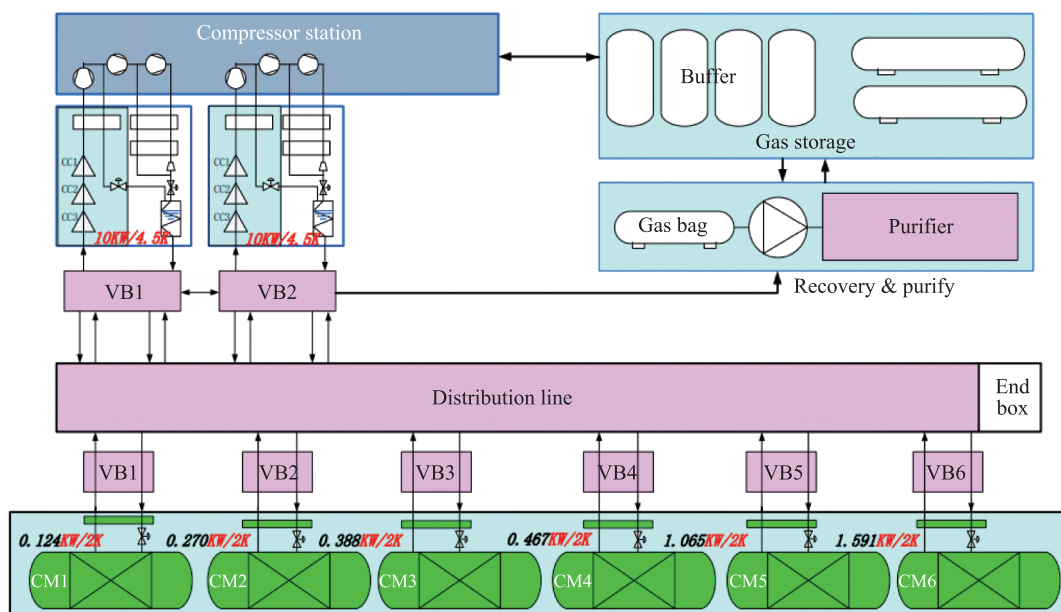 Compressor station
Buffer
Gas storage
CC1
CC2
CC3
10KW/4.5K
CC1
CC2
CC3
10KW/4.5K
Gas bag
Purifier
Recovery & purify
VB1
VB2
Distribution line
End
box
VB1
VB2
VB3
VB4
VB5
VB6
0.124KW/2K
0.270KW/2K
0.388KW/2K
0.467KW/2K
1.065KW/2K
1.591KW/2K
CM1
CM2
CM3
CM4
CM5
CM6